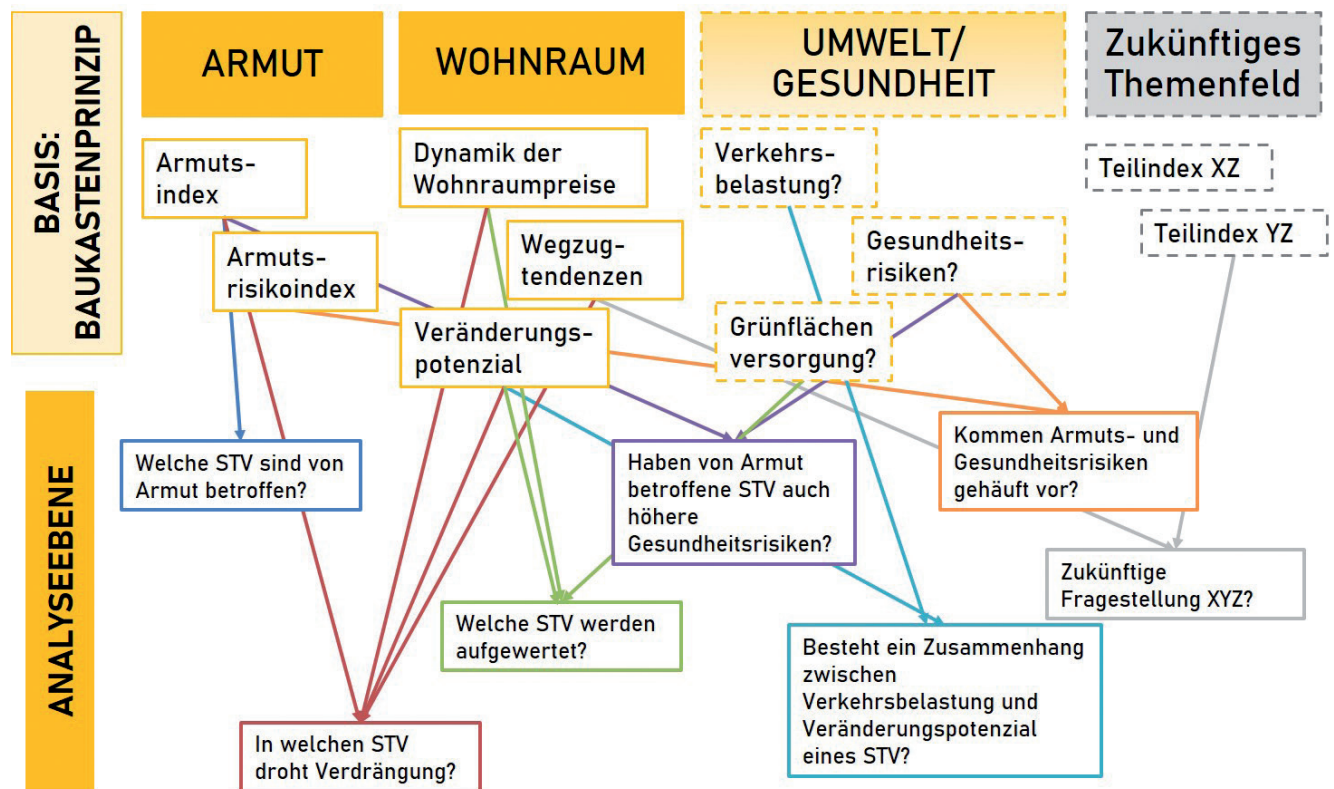 BASIS:
BAUKASTENPRINZIP
ARMUT
WOHNRAUM
UMWELT/
GESUNDHEIT
Zukünftiges
Themenfeld
Armuts-
index
Armuts-
risikoindex
Dynamik der
Wohnraumpreise
Wegzug-
tendenzen
Veränderungs-
potenzial
Verkehrs-
belastung?
Gesundheits-
risiken?
Grünflächen
versorgung?
Teilindex XZ
Teilindex YZ
ANALYSEEBENE
Welche STV sind von
Armut betroffen?
Haben von Armut
betroffene STV auch
höhere
Gesundheitsrisiken?
Kommen Armuts- und
Gesundheitsrisiken
gehäuft vor?
Zukünftige
Fragestellung XYZ?
Welche STV werden
aufgewertet?
Besteht ein Zusammenhang
zwischen
Verkehrsbelastung und
Veränderungspotenzial
eines STV?
In welchen STV
droht Verdrängung?